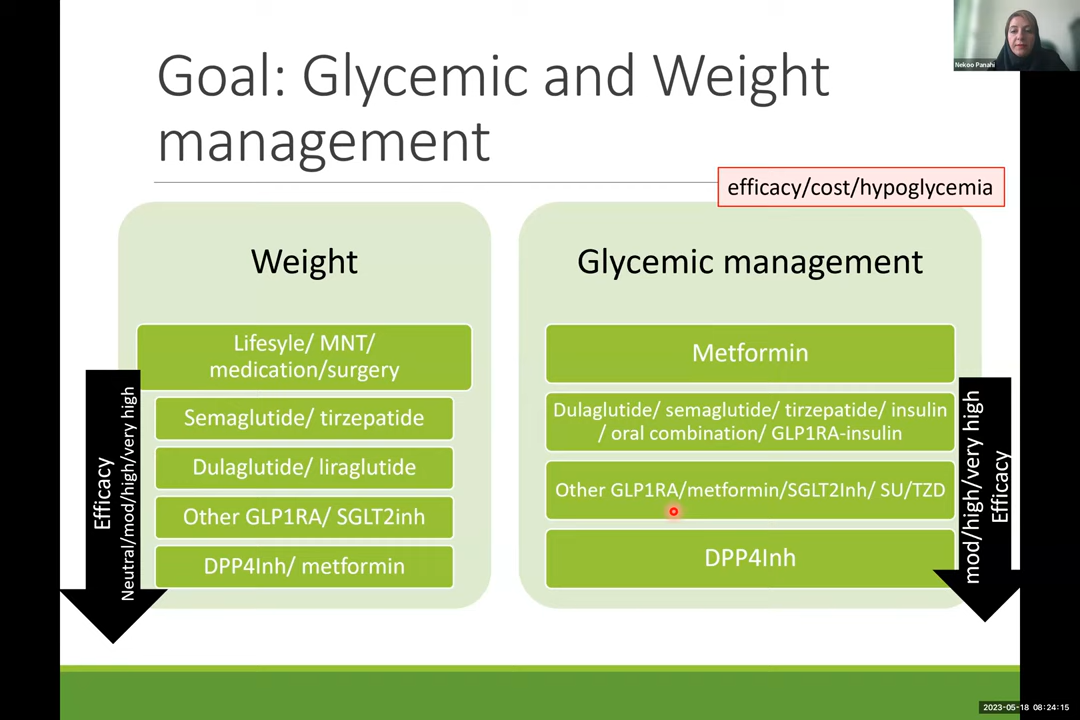 Nekoo Panahi
Goal: Glycemic and Weight
management
efficacy/cost/hypoglycemia
Weight
Lifesyle/ MNT/
medication/surgery
Semaglutide/ tirzepatide
Dulaglutide/ liraglutide
Other GLP1RA/ SGLT2inh
DPP4Inh/ metformin
Efficacy
Neutral/mod/high/very high
Glycemic management
Metformin
Dulaglutide/ semaglutide/ tirzepatide/ insulin
/ oral combination/ GLP1RA-insulin
Other GLP1RA/metformin/SGLT2Inh/ SU/TZD
DPP4Inh
mod/high/very high
Efficacy
2023-05-18 08:24:15